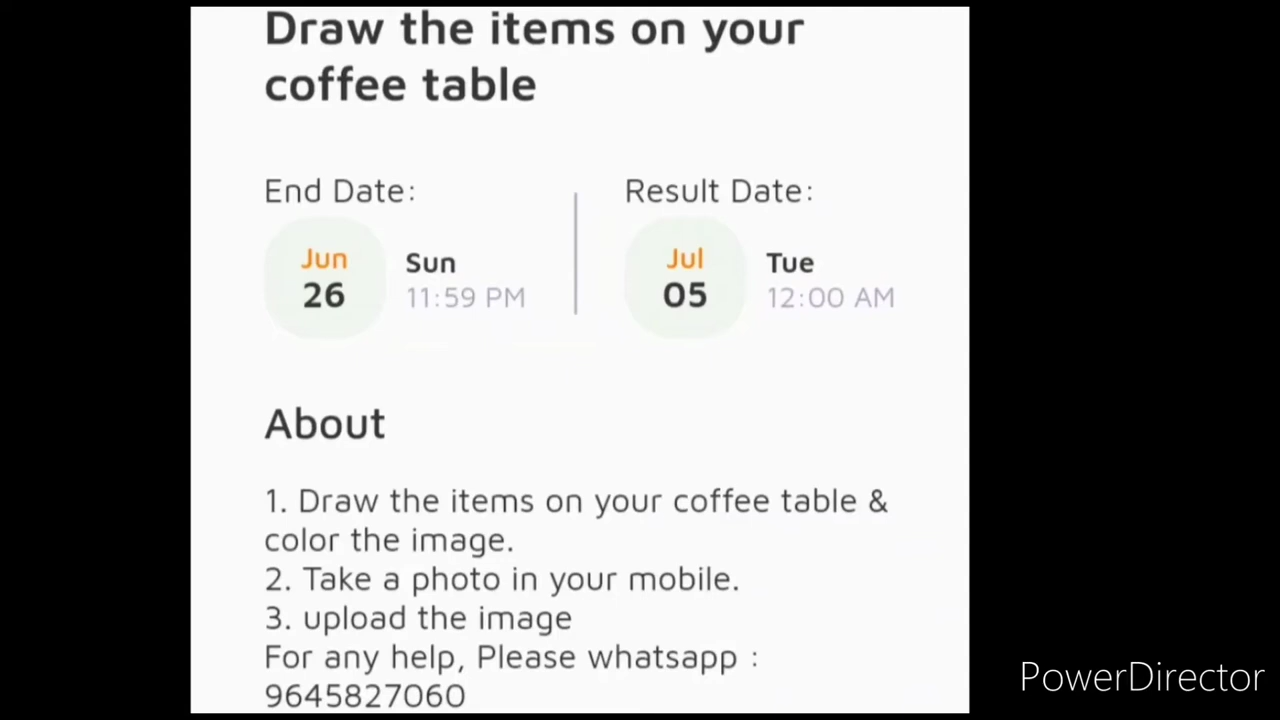 Draw the items on your
coffee table
End Date:
Result Date:
Jun
26
Sun
11:59 PM
Jul
05
Tue
12:00 AM
About
1. Draw the items on your coffee table &
color the image.
2. Take a photo in your mobile.
3. upload the image
For any help, Please whatsapp :
9645827060
PowerDirector